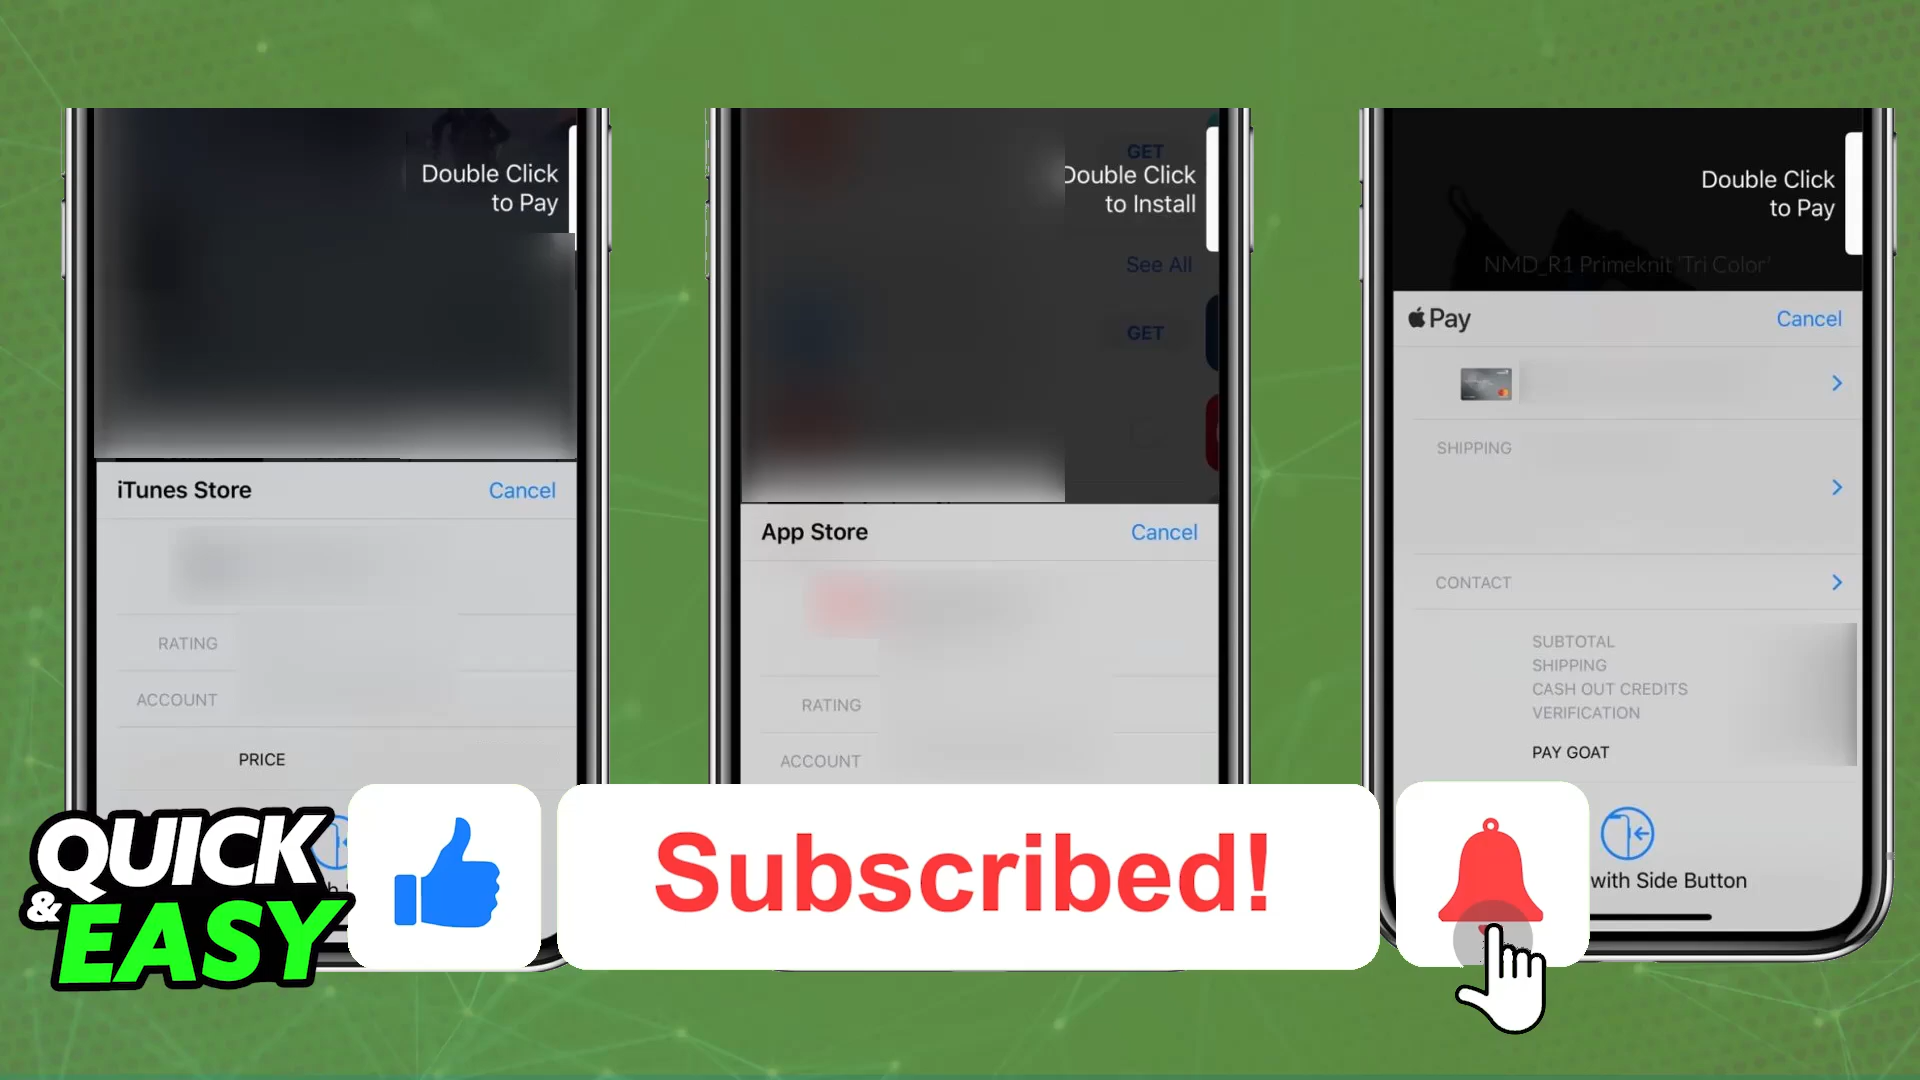 Double Click
to Pay
iTunes Store
Cancel
RATING
ACCOUNT
PRICE
GET
Double Click
to Install
See All
GET
App Store
Cancel
RATING
ACCOUNT
Double Click
to Pay
NMD_R1 Primeknit 'Tri Color'
Pay
Cancel
SHIPPING
CONTACT
SUBTOTAL
SHIPPING
CASH OUT CREDITS
VERIFICATION
PAY GOAT
with Side Button
QUICK
&
EASY
Subscribed!